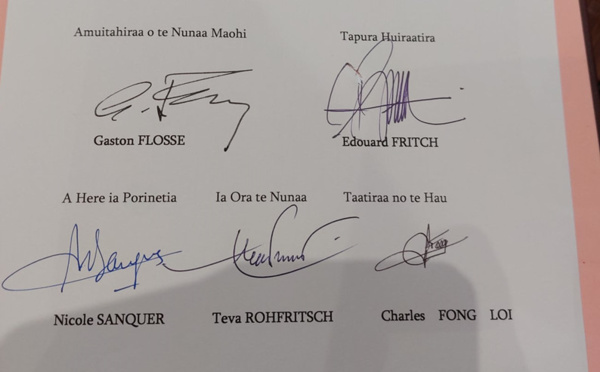 Amuitahiraa o te Nunaa Maohi Tapura Huiraatira
Gaston FLOSSE Edouard FRITCH
A Here ia Porinetia Ia Ora te Nunaa Taatiraa no te Hau
Nicole SANQUER Teva ROHFRITSCH Charles FONG LOI